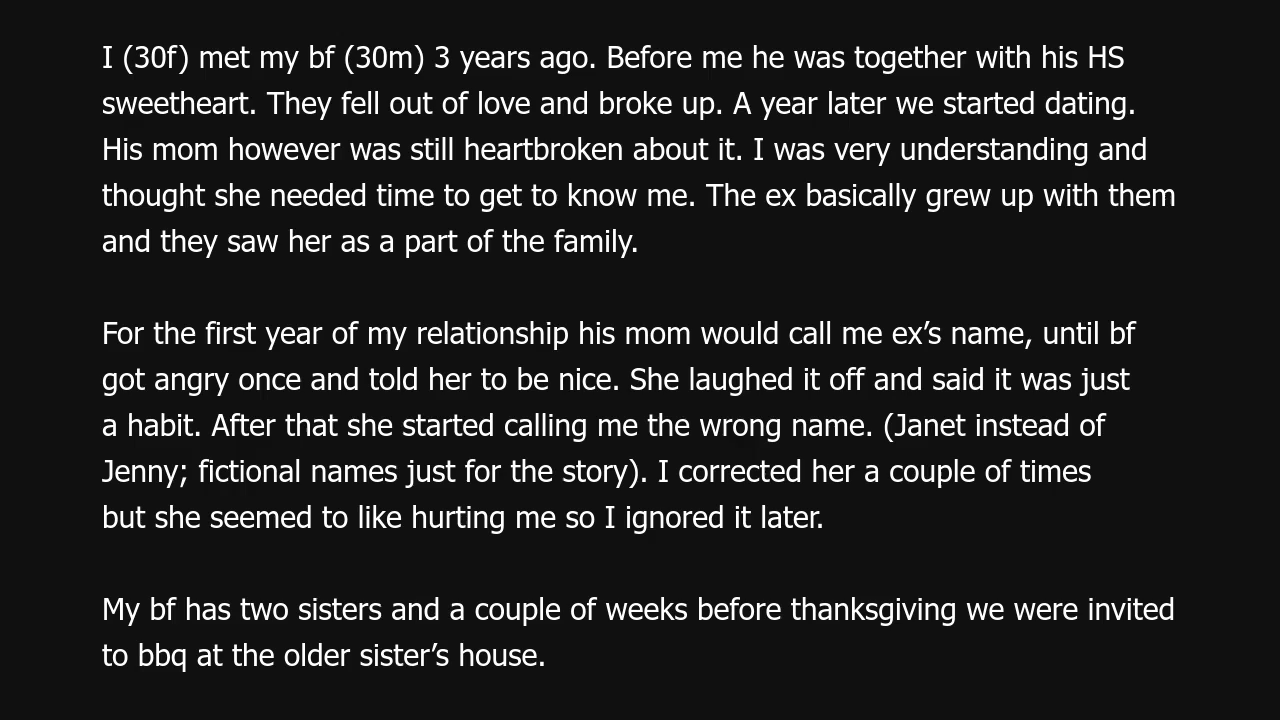 I (30f) met my bf (30m) 3 years ago. Before me he was together with his HS
sweetheart. They fell out of love and broke up. A year later we started dating.
His mom however was still heartbroken about it. I was very understanding and
thought she needed time to get to know me. The ex basically grew up with them
and they saw her as a part of the family.
For the first year of my relationship his mom would call me ex’s name, until bf
got angry once and told her to be nice. She laughed it off and said it was just
a habit. After that she started calling me the wrong name. (Janet instead of
Jenny; fictional names just for the story). I corrected her a couple of times
but she seemed to like hurting me so I ignored it later.
My bf has two sisters and a couple of weeks before thanksgiving we were invited
to bbq at the older sister’s house.